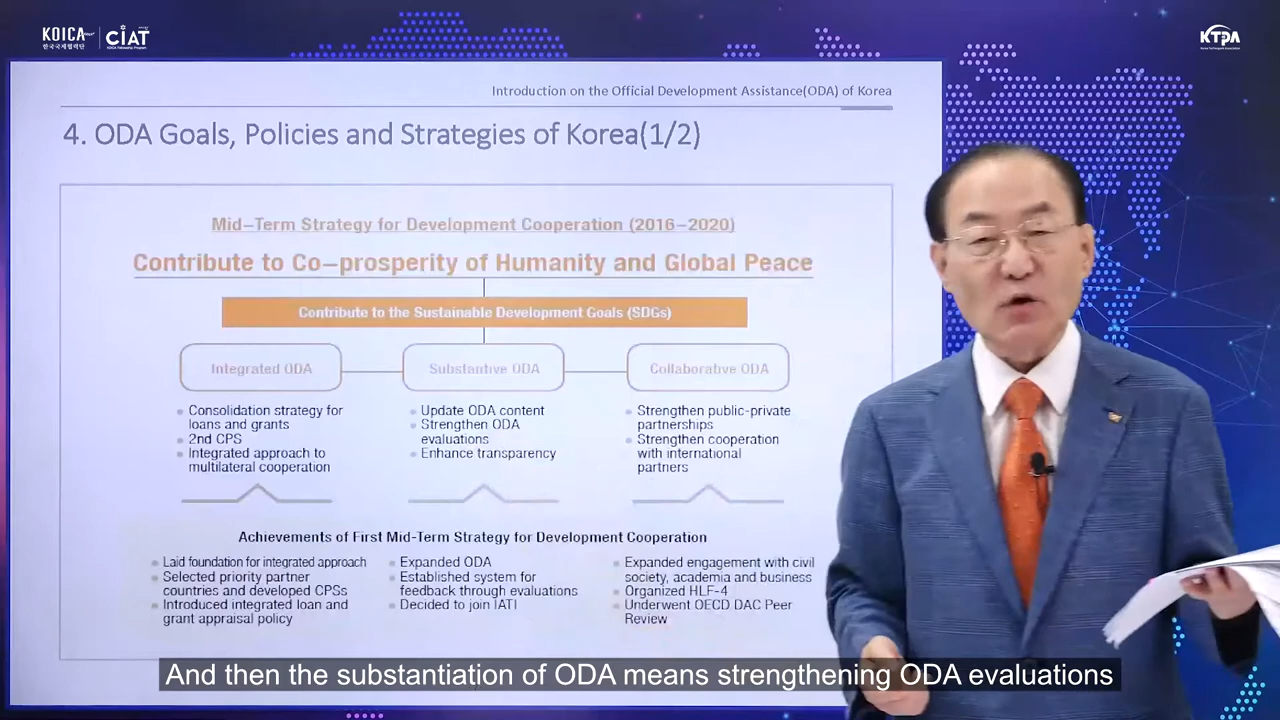 KOICA
한국국제협력단
CIAT
KOICA Fellowship Program
KTPA
Korea Technopark Association
Introduction on the Official Development Assistance(ODA) of Korea
4. ODA Goals, Policies and Strategies of Korea(1/2)
Mid-Term Strategy for Development Cooperation (2016-2020)
Contribute to Co-prosperity of Humanity and Global Peace
Contribute to the Sustainable Development Goals (SDGs)
Integrated ODA
Consolidation strategy for
loans and grants
2nd CPS
Integrated approach to
multilateral cooperation
Substantive ODA
Update ODA content
Strengthen ODA
evaluations
Enhance transparency
Collaborative ODA
Strengthen public-private
partnerships
Strengthen cooperation
with international
partners
Achievements of First Mid-Term Strategy for Development Cooperation
Laid foundation for integrated approach
Selected priority partner
countries and developed CPSs
Introduced integrated loan and
grant appraisal policy
Expanded ODA
Established system for
feedback through evaluations
Decided to join IATI
Expanded engagement with civil
society, academia and business
Organized HLF-4
Underwent OECD DAC Peer
Review
And then the substantiation of ODA means strengthening ODA evaluations